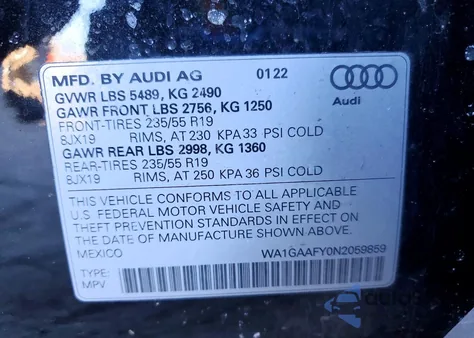 MFD. BY AUDI AG 01 22
GVWR LBS 5489, KG 2490
GAWR FRONT LBS 2756, KG 1250
FRONT-TIRES 235/55 R19
8JX19 RIMS, AT 230 KPA 33 PSI COLD
GAWR REAR LBS 2998, KG 1360
REAR-TIRES 235/55 R19
8JX19 RIMS, AT 250 KPA 36 PSI COLD
Audi
THIS VEHICLE CONFORMS TO ALL APPLICABLE
U.S. FEDERAL MOTOR VEHICLE SAFETY AND
THEFT PREVENTION STANDARDS IN EFFECT ON
THE DATE OF MANUFACTURE SHOWN ABOVE.
MEXICO WA1GAAFY0N2059859
TYPE:
MPV